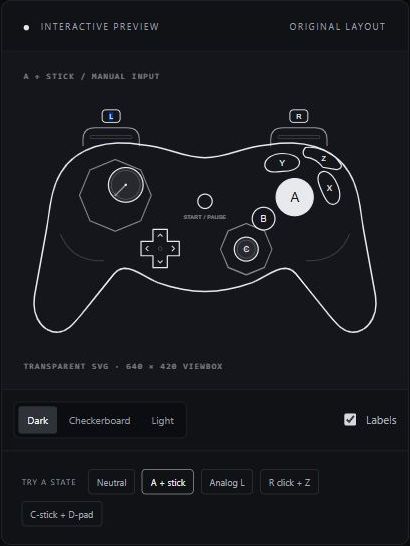 INTERACTIVE PREVIEW
ORIGINAL LAYOUT
A + STICK / MANUAL INPUT
L
R
Z
Y
X
A
B
START / PAUSE
C
TRANSPARENT SVG · 640 × 420 VIEWBOX
Dark
Checkerboard
Light
Labels
TRY A STATE
Neutral
A + stick
Analog L
R click + Z
C-stick + D-pad